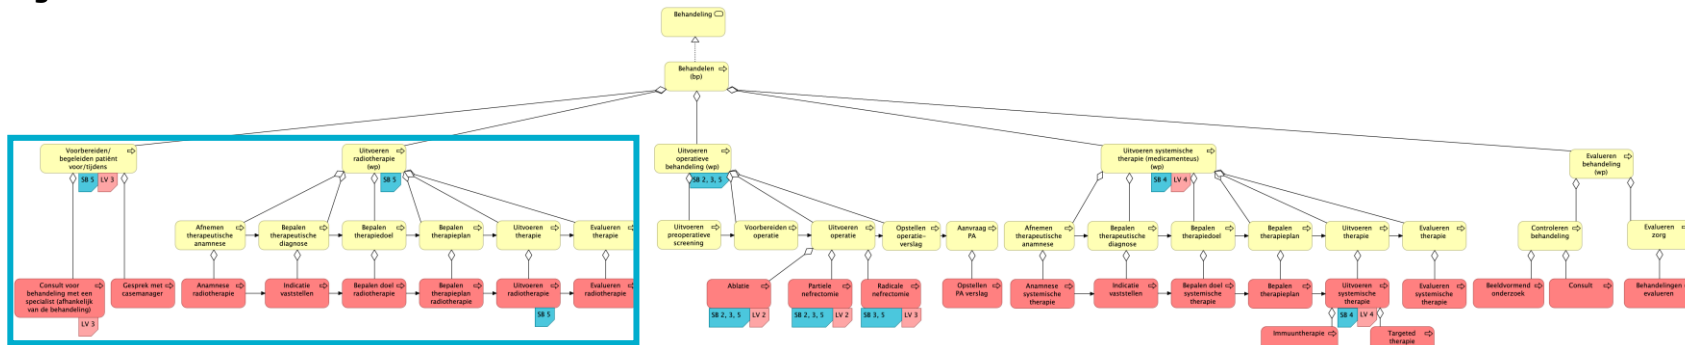 Behandeling
Behandelen
(bp)
Voorbereiden/
begeleiden patiënt
voor/tijdens
SB 5
LV 3
Uitvoeren
radiotherapie
(wp)
SB 5
Uitvoeren
operatieve
behandeling (wp)
SB 2, 3, 5
Uitvoeren systemische
therapie (medicamenteus)
(wp)
SB 4
LV 4
Evalueren
behandeling
(wp)
Afnemen
therapeutische
anamnese
Bepalen
therapeutische
diagnose
Bepalen
therapiedoel
Bepalen
therapieplan
Uitvoeren
therapie
Evalueren
therapie
Uitvoeren
preoperatieve
screening
Voorbereiden
operatie
Uitvoeren
operatie
Opstellen
operatie-
verslag
Aanvraag
PA
Afnemen
therapeutische
anamnese
Bepalen
therapeutische
diagnose
Bepalen
therapiedoel
Bepalen
therapieplan
Uitvoeren
therapie
Evalueren
therapie
Controleren
behandeling
Evalueren
zorg
Consult voor
behandeling met een
specialist (afhankelijk
van de behandeling)
LV 3
Gesprek met
casemanager
Anamnese
radiotherapie
Indicatie
vaststellen
Bepalen doel
radiotherapie
Bepalen
therapieplan
radiotherapie
Uitvoeren
radiotherapie
SB 5
Evalueren
radiotherapie
Ablatie
SB 2, 3, 5
LV 2
Partiele
nefrectomie
SB 2, 3, 5
LV 2
Radicale
nefrectomie
SB 3, 5
LV 3
Opstellen
PA verslag
Anamnese
systemische
therapie
Indicatie
vaststellen
Bepalen doel
systemische
therapie
Bepalen
therapieplan
Uitvoeren
systemische
therapie
SB 4
LV 4
Evalueren
systemische
therapie
Beeldvormend
onderzoek
Consult
Behandelingen
evalueren
Immuuntherapie
Targeted
therapie